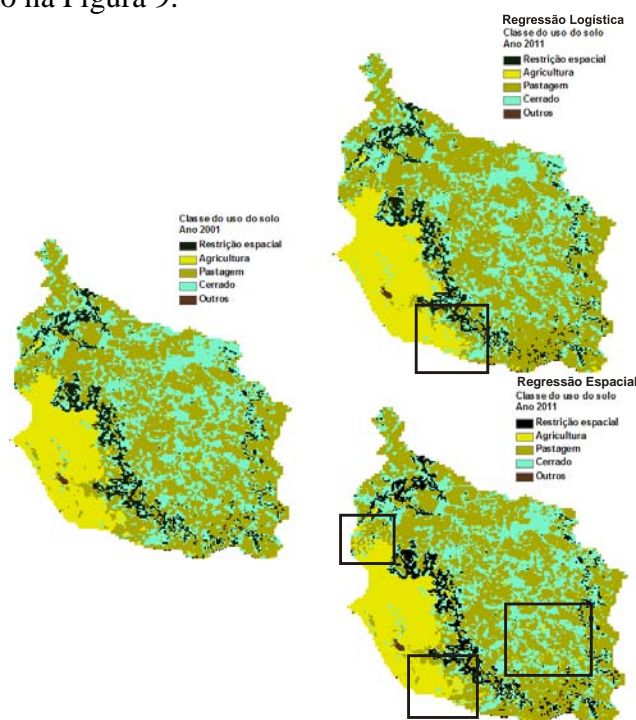 o na Figura 9.
Regressão Logística
Classe do uso do solo
Ano 2011
Restrição espacial
Agricultura
Pastagem
Cerrado
Outros
Classe do uso do solo
Ano 2001
Restrição espacial
Agricultura
Pastagem
Cerrado
Outros
Regressão Espacial
Classe do uso do solo
Ano 2011
Restrição espacial
Agricultura
Pastagem
Cerrado
Outros